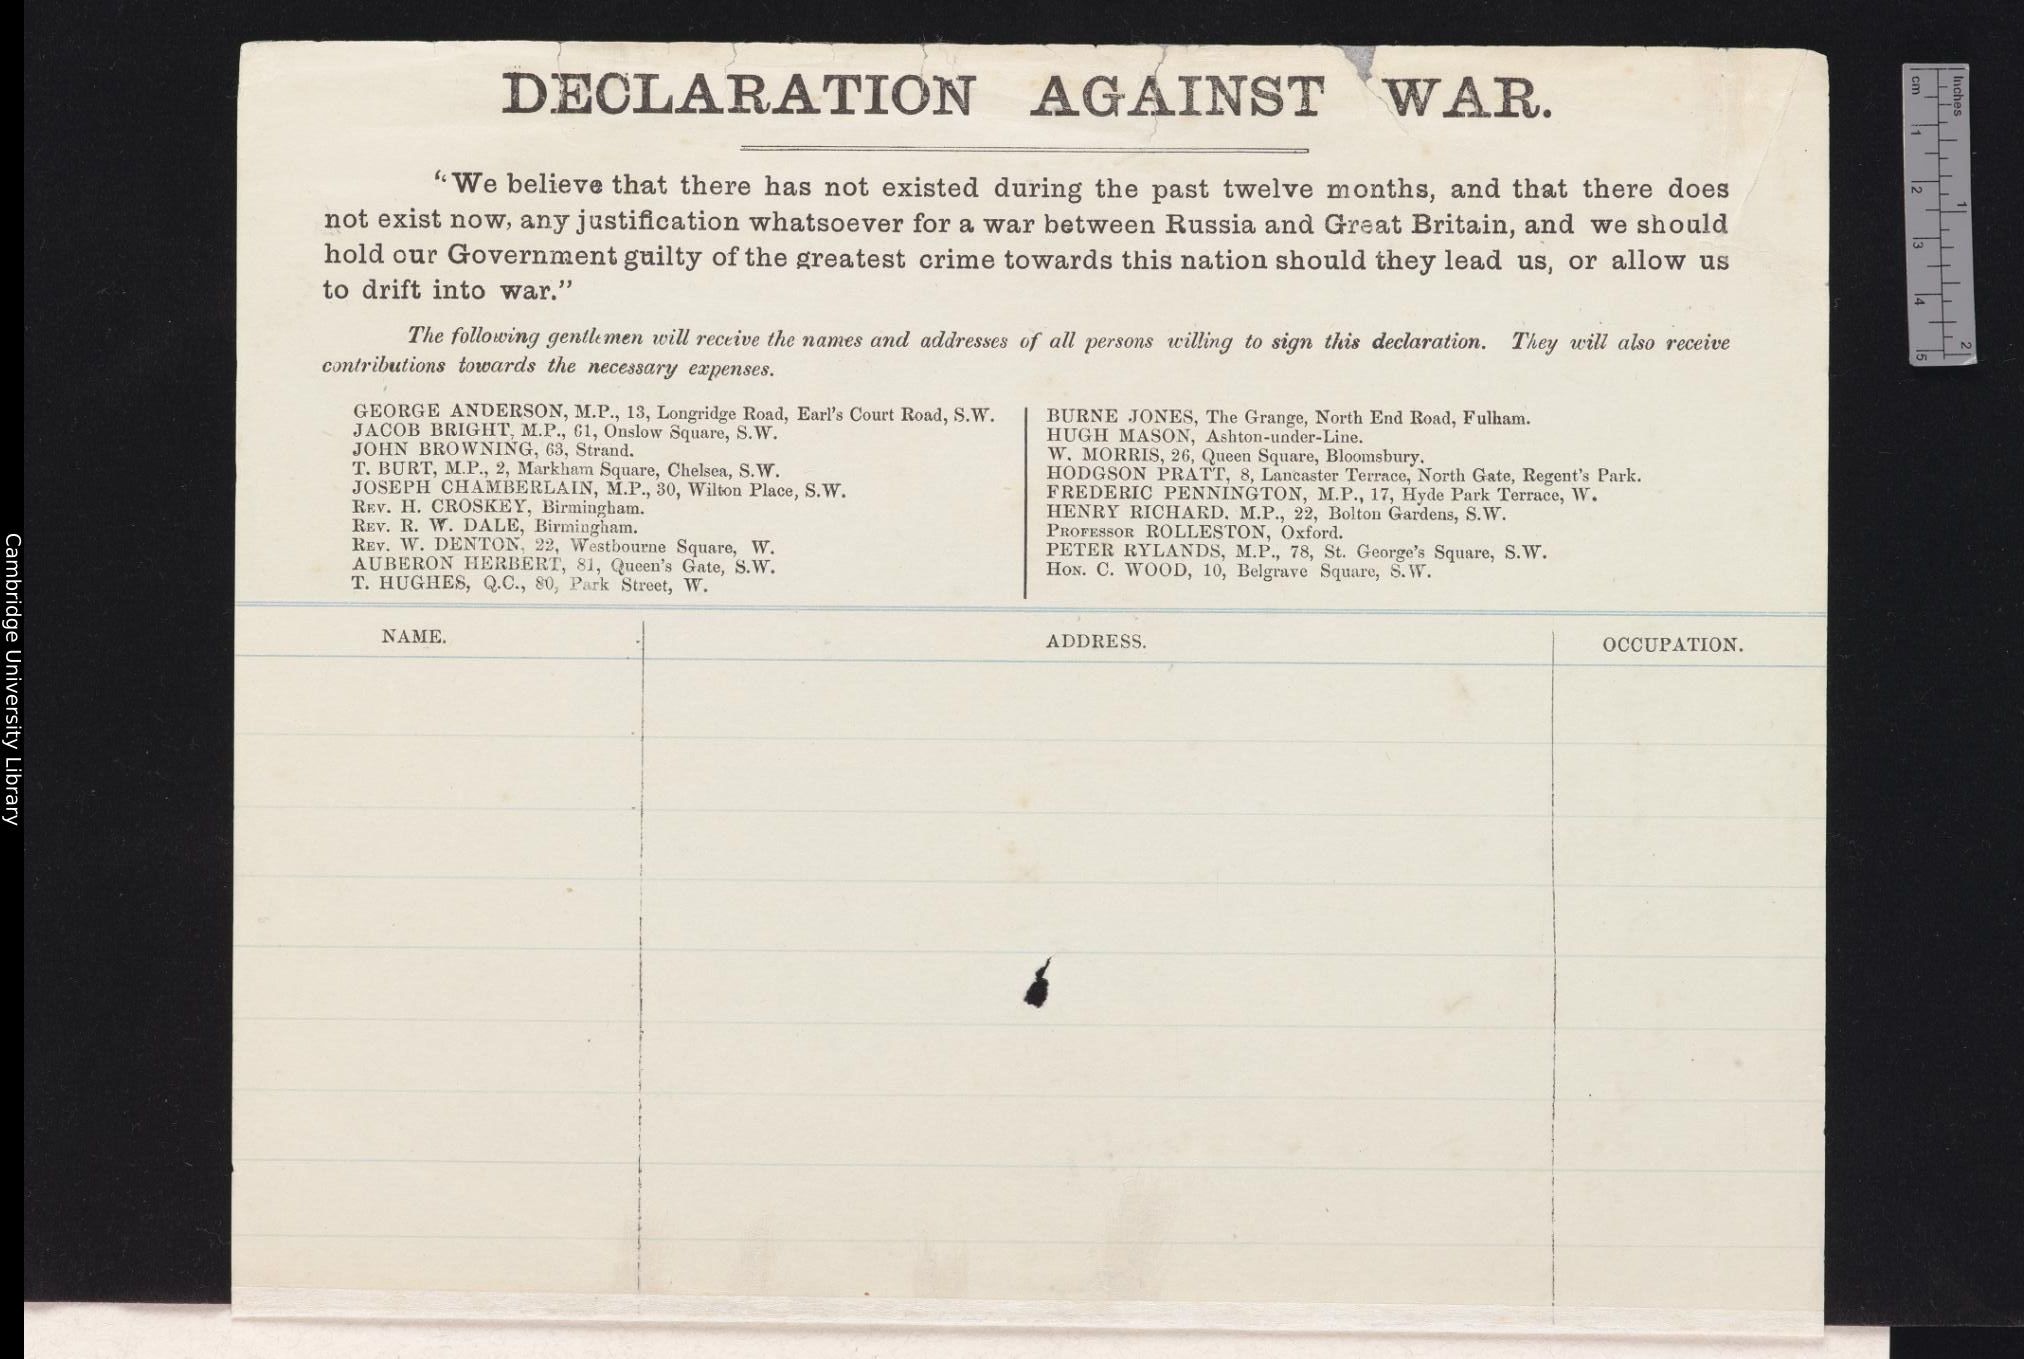 DECLARATION AGAINST WAR.
“We believe that there has not existed during the past twelve months, and that there does
not exist now, any justification whatsoever for a war between Russia and Great Britain, and we should
hold our Government guilty of the greatest crime towards this nation should they lead us, or allow us
to drift into war.”
The following gentlemen will receive the names and addresses of all persons willing to sign this declaration. They will also receive
contributions towards the necessary expenses.
GEORGE ANDERSON, M.P., 13, Longridge Road, Earl's Court Road, S.W.
JACOB BRIGHT, M.P., 61, Onslow Square, S.W.
JOHN BROWNING, 63, Strand.
T. BURT, M.P., 2, Markham Square, Chelsea, S.W.
JOSEPH CHAMBERLAIN, M.P., 30, Wilton Place, S.W.
REV. H. CROSKEY, Birmingham.
REV. R. W. DALE, Birmingham.
REV. W. DENTON, 22, Westbourne Square, W.
AUBERON HERBERT, 81, Queen's Gate, S.W.
T. HUGHES, Q.C., 80, Park Street, W.
BURNE JONES, The Grange, North End Road, Fulham.
HUGH MASON, Ashton-under-Line.
W. MORRIS, 26, Queen Square, Bloomsbury.
HODGSON PRATT, 8, Lancaster Terrace, North Gate, Regent's Park.
FREDERIC PENNINGTON, M.P., 17, Hyde Park Terrace, W.
HENRY RICHARD. M.P., 22, Bolton Gardens, S.W.
PROFESSOR ROLLESTON, Oxford.
PETER RYLANDS, M.P., 78, St. George's Square, S.W.
HON. C. WOOD, 10, Belgrave Square, S.W.
NAME. ADDRESS. OCCUPATION.
Cambridge University Library
Inches
1
2
cm
1
2
3
4
5